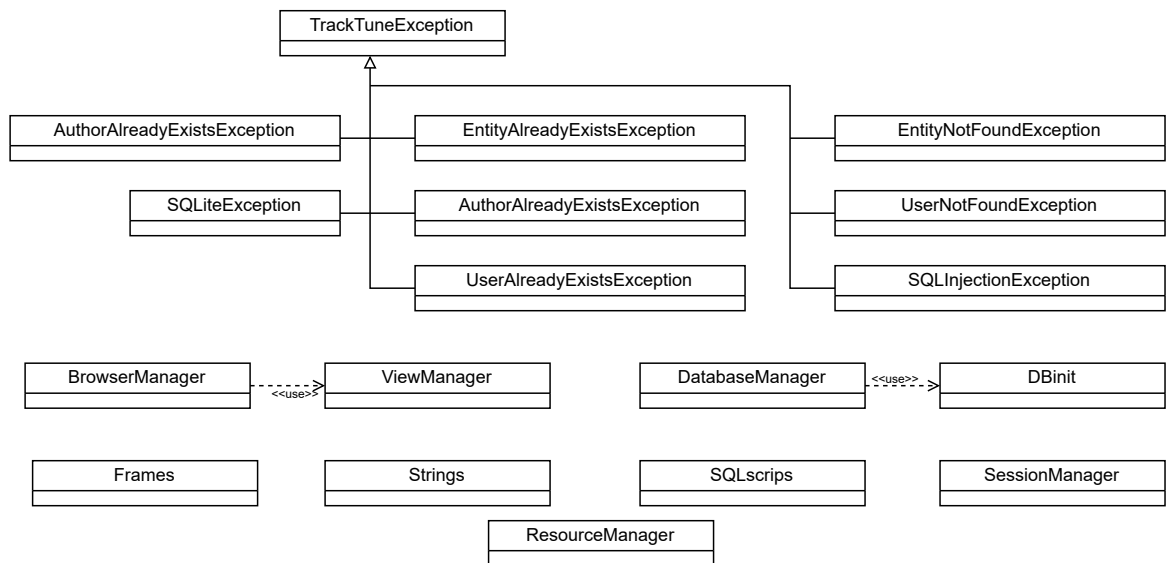 TrackTuneException
AuthorAlreadyExistsException
EntityAlreadyExistsException
EntityNotFoundException
SQLiteException
AuthorAlreadyExistsException
UserNotFoundException
UserAlreadyExistsException
SQLInjectionException
BrowserManager
<<use>>
ViewManager
DatabaseManager
<<use>>
DBinit
Frames
Strings
SQLscrips
SessionManager
ResourceManager